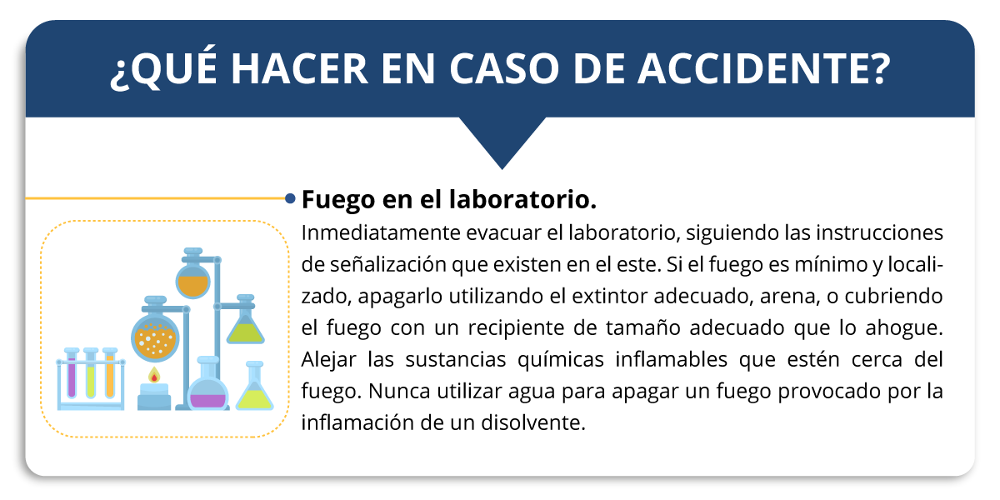 ¿QUÉ HACER EN CASO DE ACCIDENTE?
Fuego en el laboratorio.
Inmediatamente evacuar el laboratorio, siguiendo las instrucciones
de señalización que existen en el este. Si el fuego es mínimo y locali-
zado, apagarlo utilizando el extintor adecuado, arena, o cubriendo
el fuego con un recipiente de tamaño adecuado que lo ahogue.
Alejar las sustancias químicas inflamables que estén cerca del
fuego. Nunca utilizar agua para apagar un fuego provocado por la
inflamación de un disolvente.